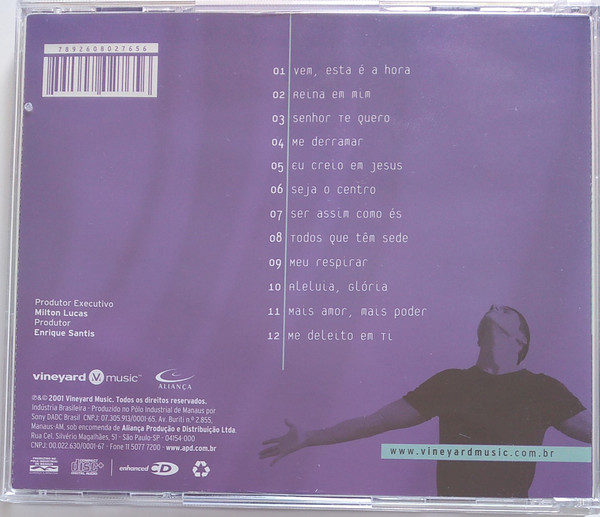 7892608027656
01 vem, esta é a hora
02 Reina em mim
03 senhor Te quero
04 Me derramar
05 Eu creio em jesus
06 seja o centro
07 ser assim como és
08 Todos que têm sede
09 Meu respirar
10 Aleluia, Glória
11 Mais amor, mais poder
12 Me deleito em Ti
Produtor Executivo
Milton Lucas
Produtor
Enrique Santis
vineyard music™
ALIANÇA
℗&© 2001 Vineyard Music. Todos os direitos reservados.
Indústria Brasileira - Produzido no Pólo Industrial de Manaus por
Sony DADC Brasil CNPJ: 07.305.913/0001-65, Av. Buriti n.º 2.855,
Manaus-AM, sob encomenda de Aliança Produção e Distribuição Ltda.
Rua Cel. Silvério Magalhães, 51 - São Paulo-SP - 04154-000
CNPJ: 00.022.630/0001-67 - Fone 11 5077 7200 - www.apd.com.br
www.vineyardmusic.com.br
COMPACT
disc
DIGITAL AUDIO
enhanced CD